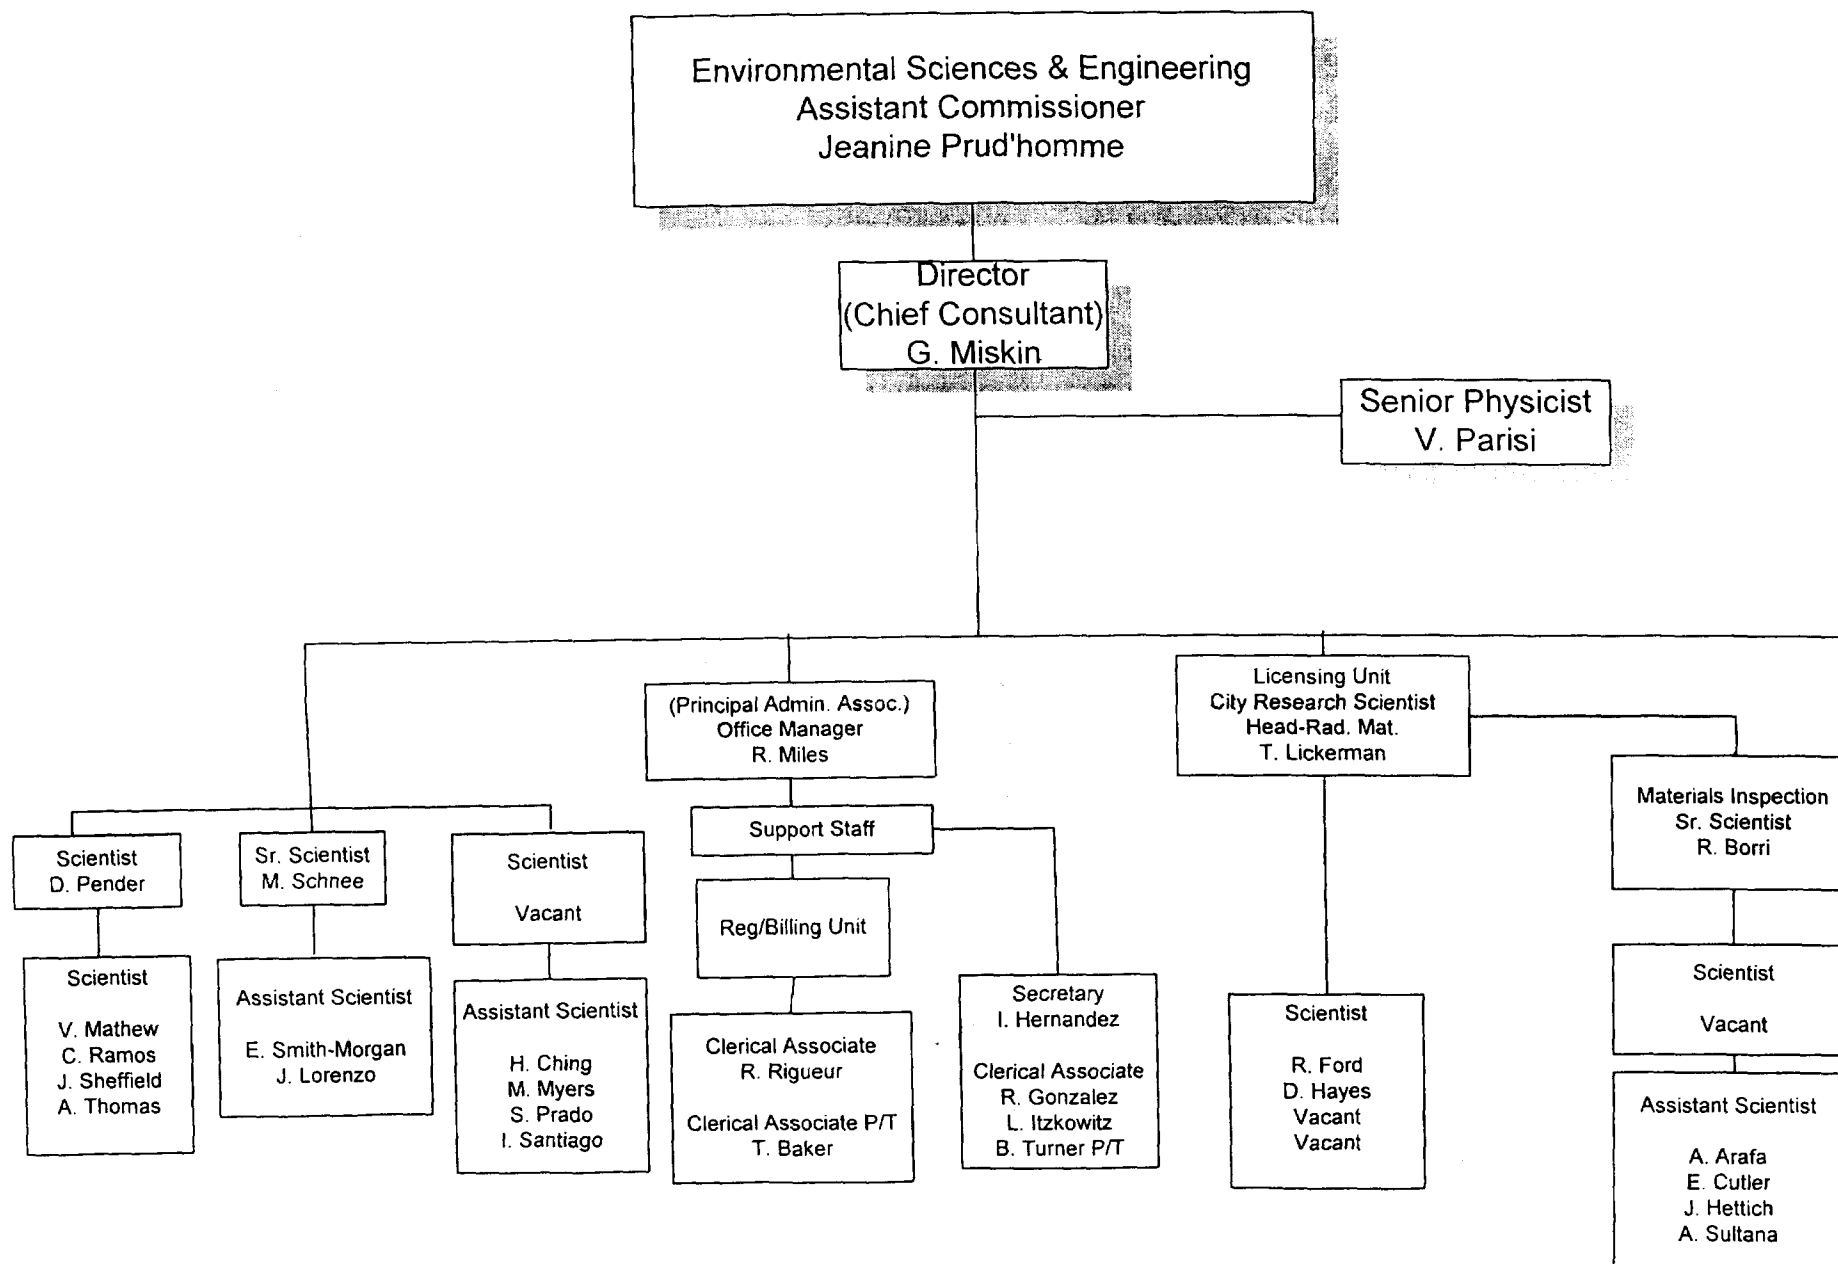 Environmental Sciences & Engineering
Assistant Commissioner
Jeanine Prud'homme
Director
(Chief Consultant)
G. Miskin
Senior Physicist
V. Parisi
(Principal Admin. Assoc.)
Office Manager
R. Miles
Licensing Unit
City Research Scientist
Head-Rad. Mat.
T. Lickerman
Materials Inspection
Sr. Scientist
R. Borri
Support Staff
Scientist
D. Pender
Sr. Scientist
M. Schnee
Scientist
Vacant
Reg/Billing Unit
Scientist
Vacant
Scientist
V. Mathew
C. Ramos
J. Sheffield
A. Thomas
Assistant Scientist
E. Smith-Morgan
J. Lorenzo
Assistant Scientist
H. Ching
M. Myers
S. Prado
I. Santiago
Clerical Associate
R. Rigueur
Clerical Associate P/T
T. Baker
Secretary
I. Hernandez
Clerical Associate
R. Gonzalez
L. Itzkowitz
B. Turner P/T
Scientist
R. Ford
D. Hayes
Vacant
Vacant
Assistant Scientist
A. Arafa
E. Cutler
J. Hettich
A. Sultana